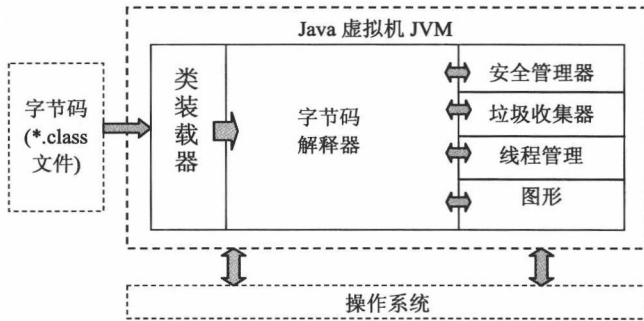 Java 虚拟机 JVM
字节码
(*.class
文件)
类
装
载
器
字节码
解释器
安全管理器
垃圾收集器
线程管理
图形
操作系统